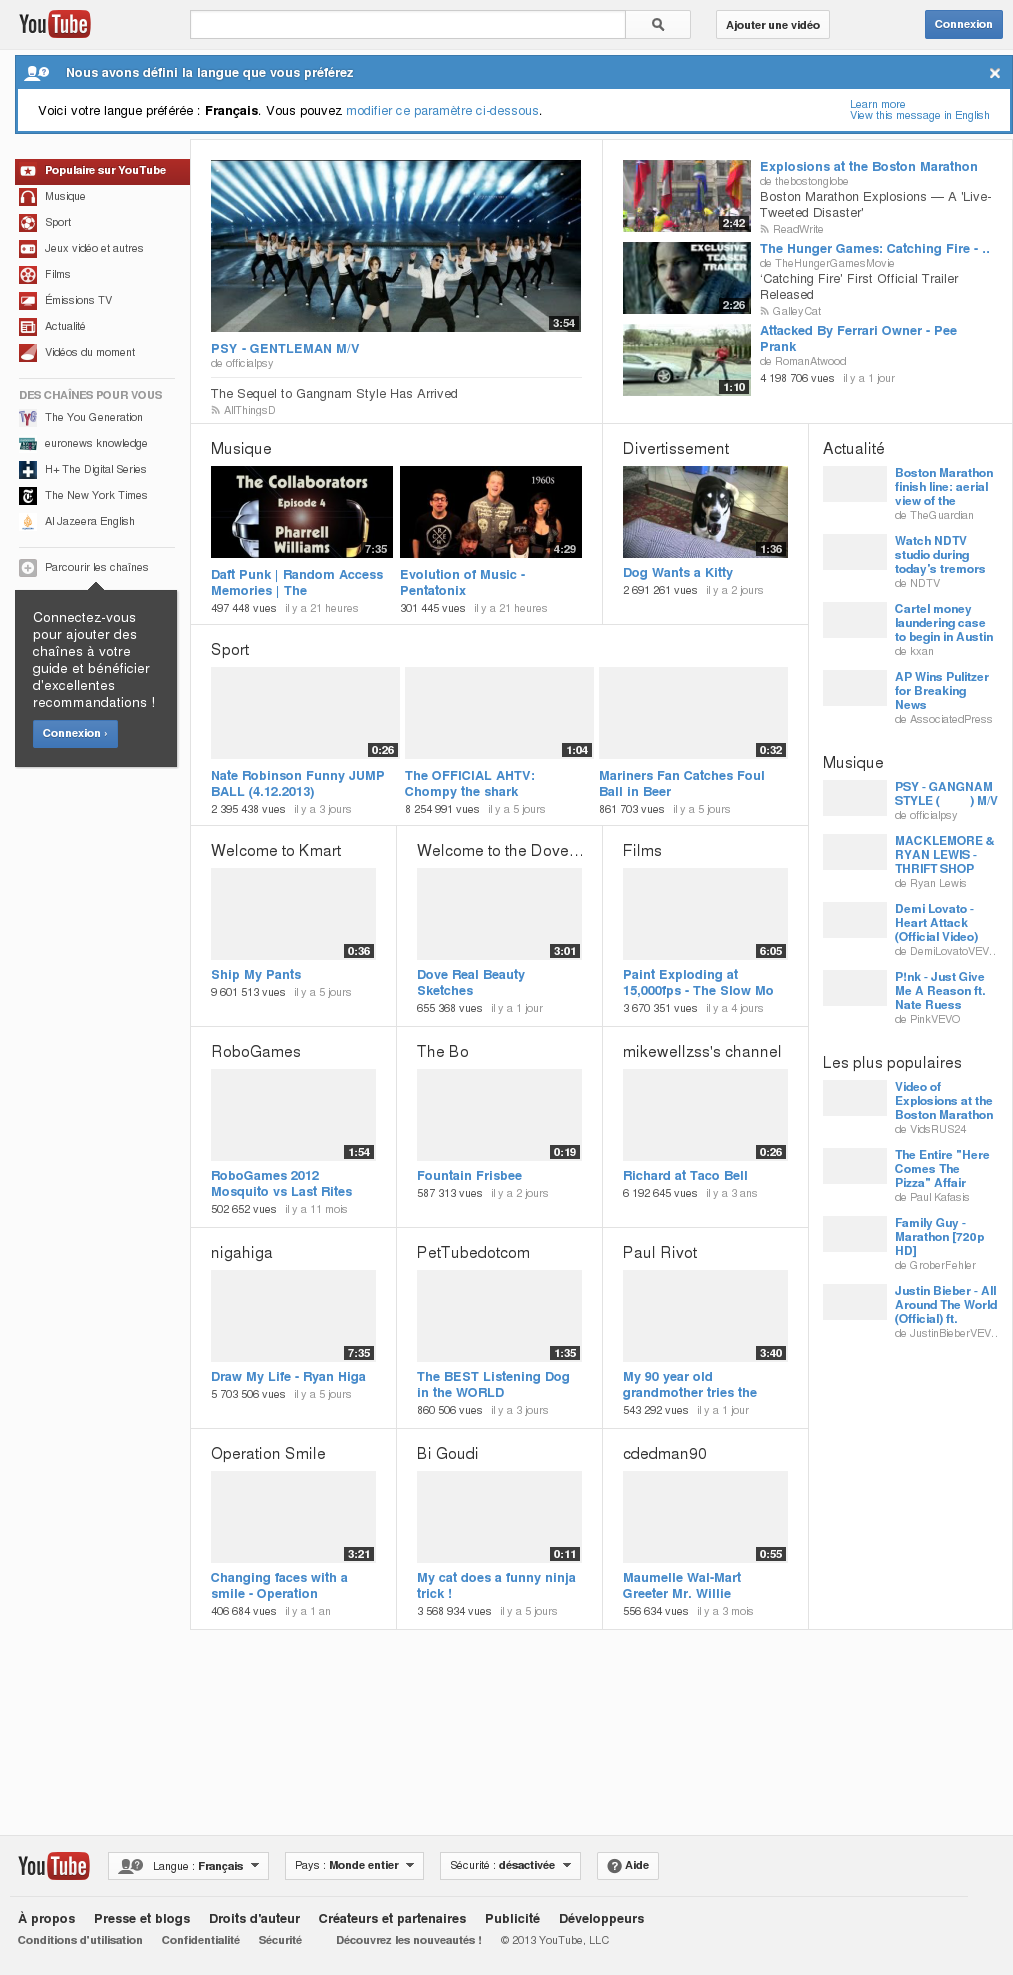 YouTube
Ajouter une vidéo
Connexion
Nous avons défini la langue que vous préférez
Voici votre langue préférée : Français. Vous pouvez modifier ce paramètre ci-dessous.
Learn more
View this message in English
Populaire sur YouTube
Musique
Sport
Jeux vidéo et autres
Films
Émissions TV
Actualité
Vidéos du moment
DES CHAÎNES POUR VOUS
The You Generation
euronews knowledge
H+ The Digital Series
The New York Times
Al Jazeera English
Parcourir les chaînes
Connectez-vous
pour ajouter des
chaînes à votre
guide et bénéficier
d'excellentes
recommandations !
Connexion ›
3:54
PSY - GENTLEMAN M/V
de officialpsy
The Sequel to Gangnam Style Has Arrived
AllThingsD
2:42
Explosions at the Boston Marathon
de thebostonglobe
Boston Marathon Explosions — A 'Live-
Tweeted Disaster'
ReadWrite
EXCLUSIVE
TEASER
TRAILER
2:26
The Hunger Games: Catching Fire - ..
de TheHungerGamesMovie
‘Catching Fire’ First Official Trailer
Released
GalleyCat
1:10
Attacked By Ferrari Owner - Pee
Prank
de RomanAtwood
4 198 706 vues il y a 1 jour
Musique
The Collaborators
Episode 4
Pharrell
Williams
7:35
Daft Punk | Random Access
Memories | The
497 448 vues il y a 21 heures
1960s
4:29
Evolution of Music -
Pentatonix
301 445 vues il y a 21 heures
Divertissement
1:36
Dog Wants a Kitty
2 691 261 vues il y a 2 jours
Sport
0:26
Nate Robinson Funny JUMP
BALL (4.12.2013)
2 395 438 vues il y a 3 jours
1:04
The OFFICIAL AHTV:
Chompy the shark
8 254 991 vues il y a 5 jours
0:32
Mariners Fan Catches Foul
Ball in Beer
861 703 vues il y a 5 jours
Welcome to Kmart
0:36
Ship My Pants
9 601 513 vues il y a 5 jours
Welcome to the Dove...
3:01
Dove Real Beauty
Sketches
655 368 vues il y a 1 jour
Films
6:05
Paint Exploding at
15,000fps - The Slow Mo
3 670 351 vues il y a 4 jours
RoboGames
1:54
RoboGames 2012
Mosquito vs Last Rites
502 652 vues il y a 11 mois
The Bo
0:19
Fountain Frisbee
587 313 vues il y a 2 jours
mikewellzss's channel
0:26
Richard at Taco Bell
6 192 645 vues il y a 3 ans
nigahiga
7:35
Draw My Life - Ryan Higa
5 703 506 vues il y a 5 jours
PetTubedotcom
1:35
The BEST Listening Dog
in the WORLD
860 506 vues il y a 3 jours
Paul Rivot
3:40
My 90 year old
grandmother tries the
543 292 vues il y a 1 jour
Operation Smile
3:21
Changing faces with a
smile - Operation
406 684 vues il y a 1 an
Bi Goudi
0:11
My cat does a funny ninja
trick !
3 568 934 vues il y a 5 jours
cdedman90
0:55
Maumelle Wal-Mart
Greeter Mr. Willie
556 634 vues il y a 3 mois
Actualité
Boston Marathon
finish line: aerial
view of the
de TheGuardian
Watch NDTV
studio during
today's tremors
de NDTV
Cartel money
laundering case
to begin in Austin
de kxan
AP Wins Pulitzer
for Breaking
News
de AssociatedPress
Musique
PSY - GANGNAM
STYLE ( ) M/V
de officialpsy
MACKLEMORE &
RYAN LEWIS -
THRIFT SHOP
de Ryan Lewis
Demi Lovato -
Heart Attack
(Official Video)
de DemiLovatoVEV..
P!nk - Just Give
Me A Reason ft.
Nate Ruess
de PinkVEVO
Les plus populaires
Video of
Explosions at the
Boston Marathon
de VidsRUS24
The Entire "Here
Comes The
Pizza" Affair
de Paul Kafasis
Family Guy -
Marathon [720p
HD]
de GroberFehler
Justin Bieber - All
Around The World
(Official) ft.
de JustinBieberVEV..
YouTube
Langue : Français
Pays : Monde entier
Sécurité : désactivée
Aide
À propos Presse et blogs Droits d'auteur Créateurs et partenaires Publicité Développeurs
Conditions d'utilisation Confidentialité Sécurité Découvrez les nouveautés ! © 2013 YouTube, LLC